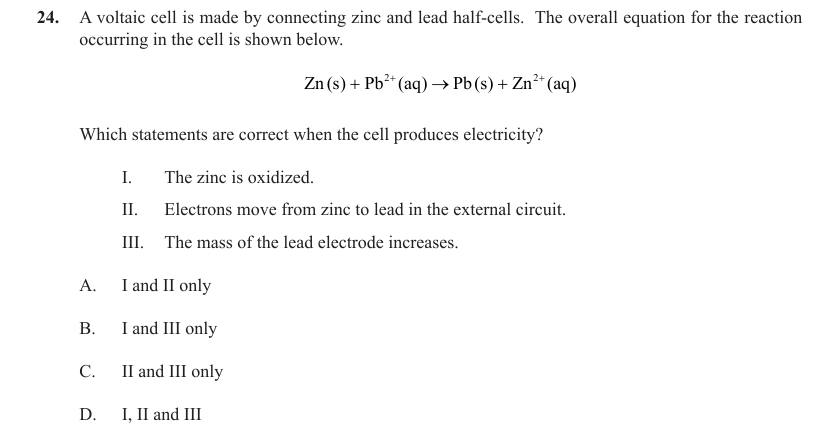 24. A voltaic cell is made by connecting zinc and lead half-cells. The overall equation for the reaction
occurring in the cell is shown below.
Zn (s) + Pb²⁺ (aq) → Pb (s) + Zn²⁺ (aq)
Which statements are correct when the cell produces electricity?
I. The zinc is oxidized.
II. Electrons move from zinc to lead in the external circuit.
III. The mass of the lead electrode increases.
A. I and II only
B. I and III only
C. II and III only
D. I, II and III